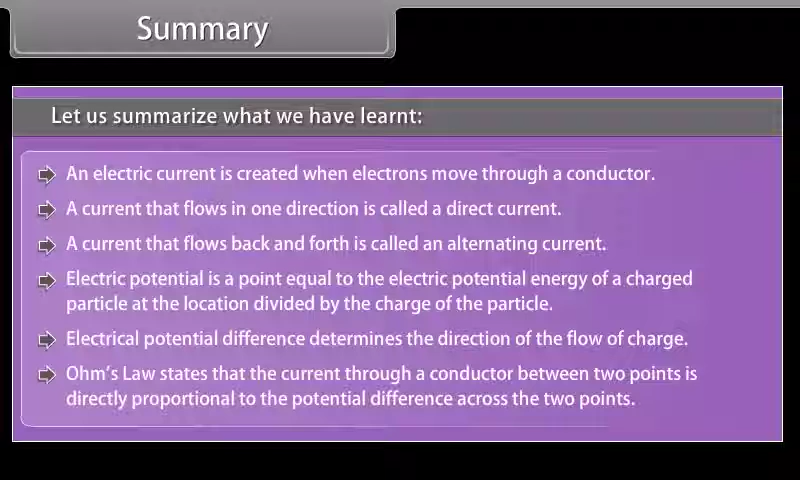 Summary
Let us summarize what we have learnt:
An electric current is created when electrons move through a conductor.
A current that flows in one direction is called a direct current.
A current that flows back and forth is called an alternating current.
Electric potential is a point equal to the electric potential energy of a charged
particle at the location divided by the charge of the particle.
Electrical potential difference determines the direction of the flow of charge.
Ohm's Law states that the current through a conductor between two points is
directly proportional to the potential difference across the two points.